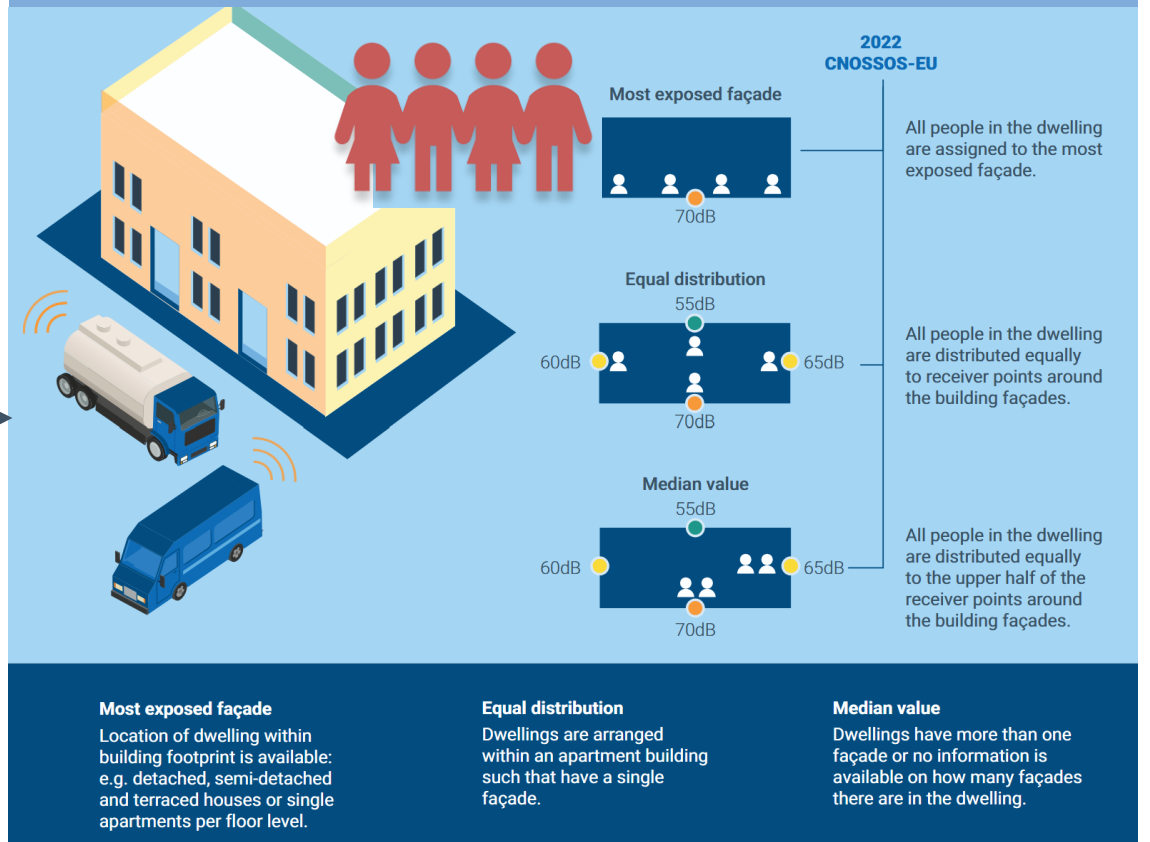 2022
CNOSSOS-EU
Most exposed façade
70dB
All people in the dwelling
are assigned to the most
exposed façade.
Equal distribution
55dB
60dB
65dB
70dB
All people in the dwelling
are distributed equally
to receiver points around
the building façades.
Median value
55dB
60dB
65dB
70dB
All people in the dwelling
are distributed equally
to the upper half of the
receiver points around
the building façades.
Most exposed façade
Location of dwelling within
building footprint is available:
e.g. detached, semi-detached
and terraced houses or single
apartments per floor level.
Equal distribution
Dwellings are arranged
within an apartment building
such that have a single
façade.
Median value
Dwellings have more than one
façade or no information is
available on how many façades
there are in the dwelling.